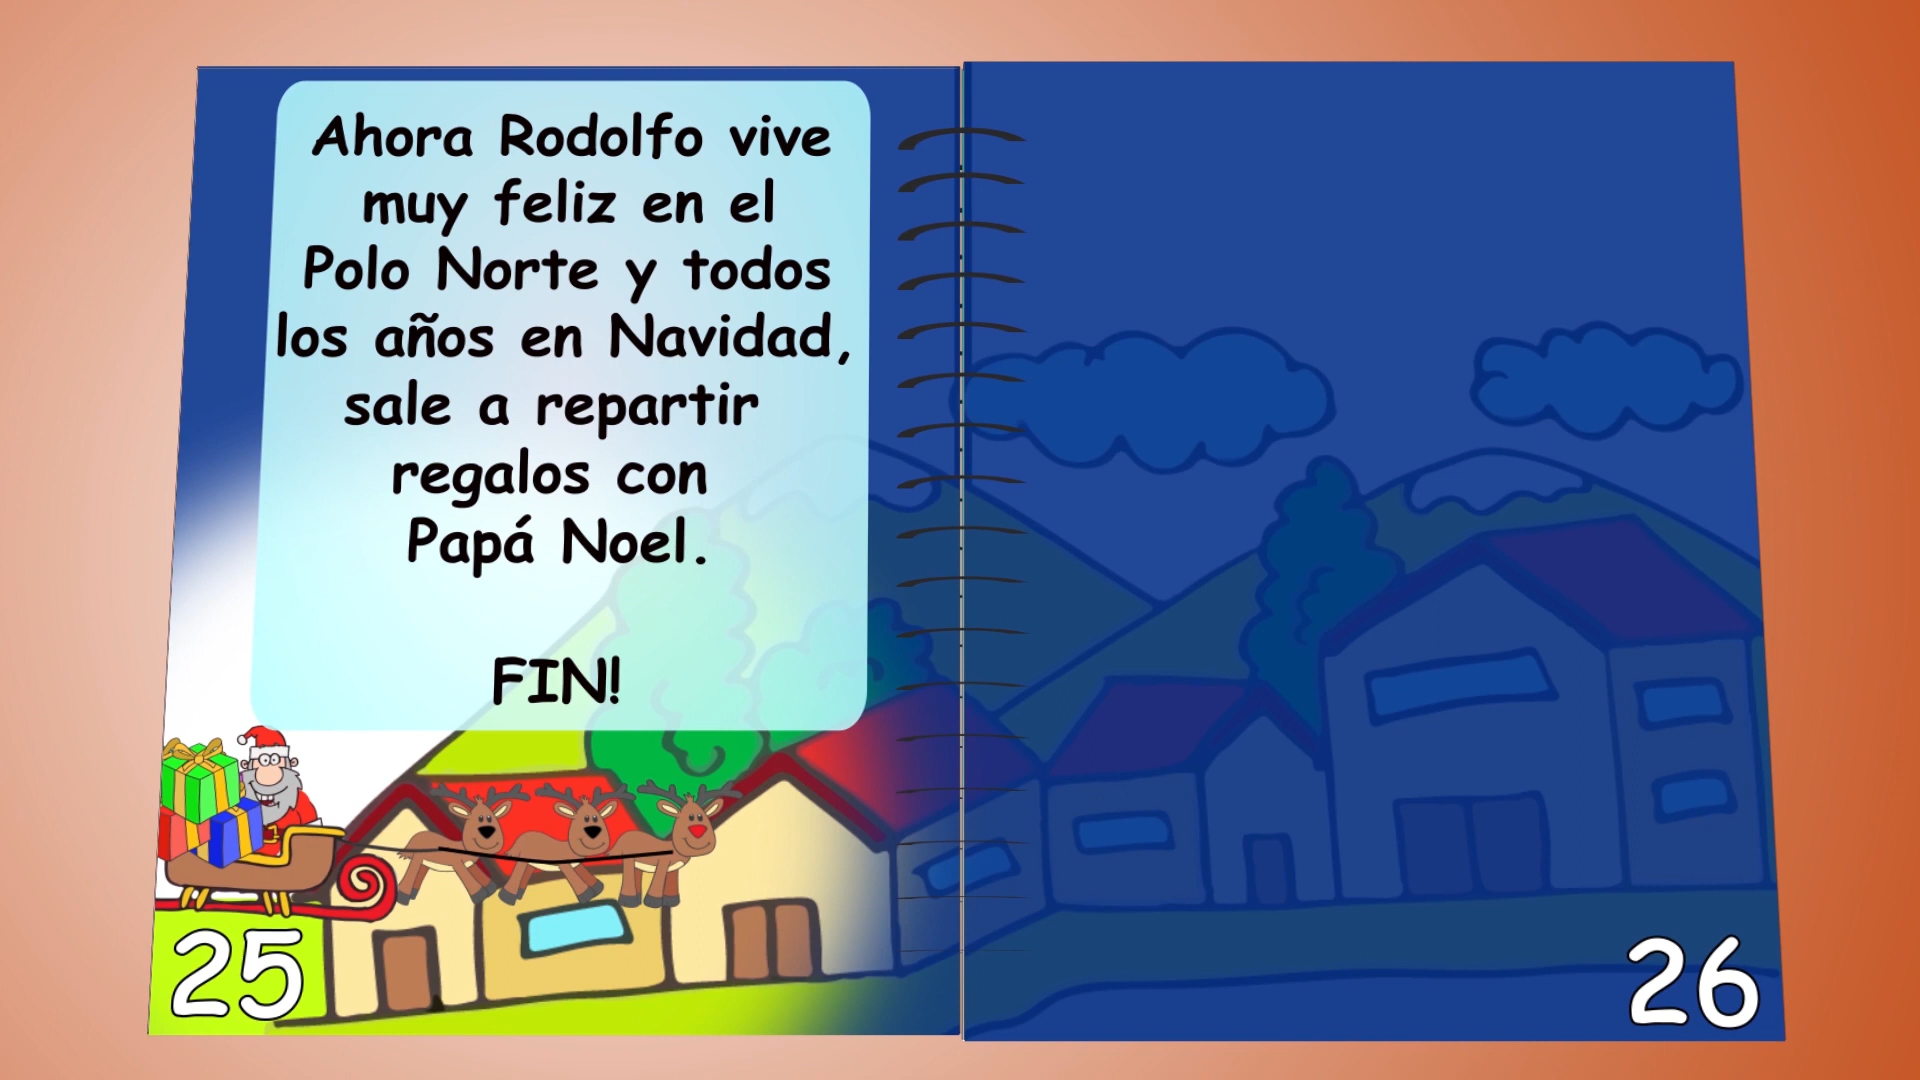 Ahora Rodolfo vive
muy feliz en el
Polo Norte y todos
los años en Navidad,
sale a repartir
regalos con
Papá Noel.
FIN!
25
26